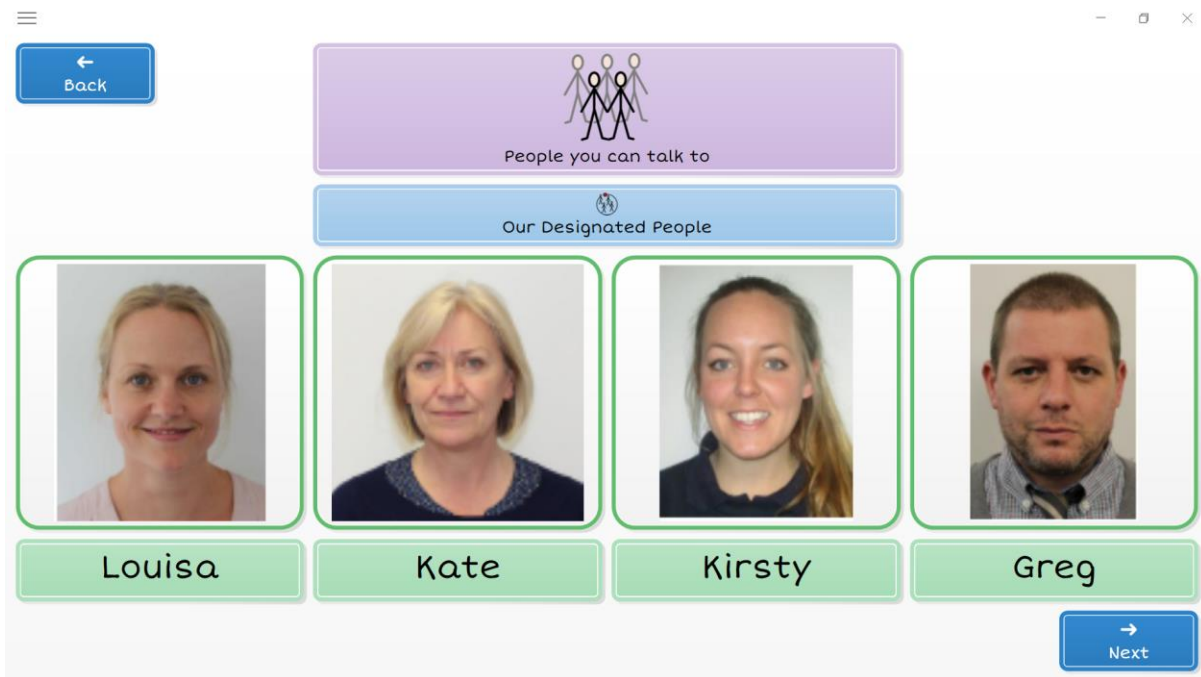 Back
People you can talk to
Our Designated People
Louisa
Kate
Kirsty
Greg
Next